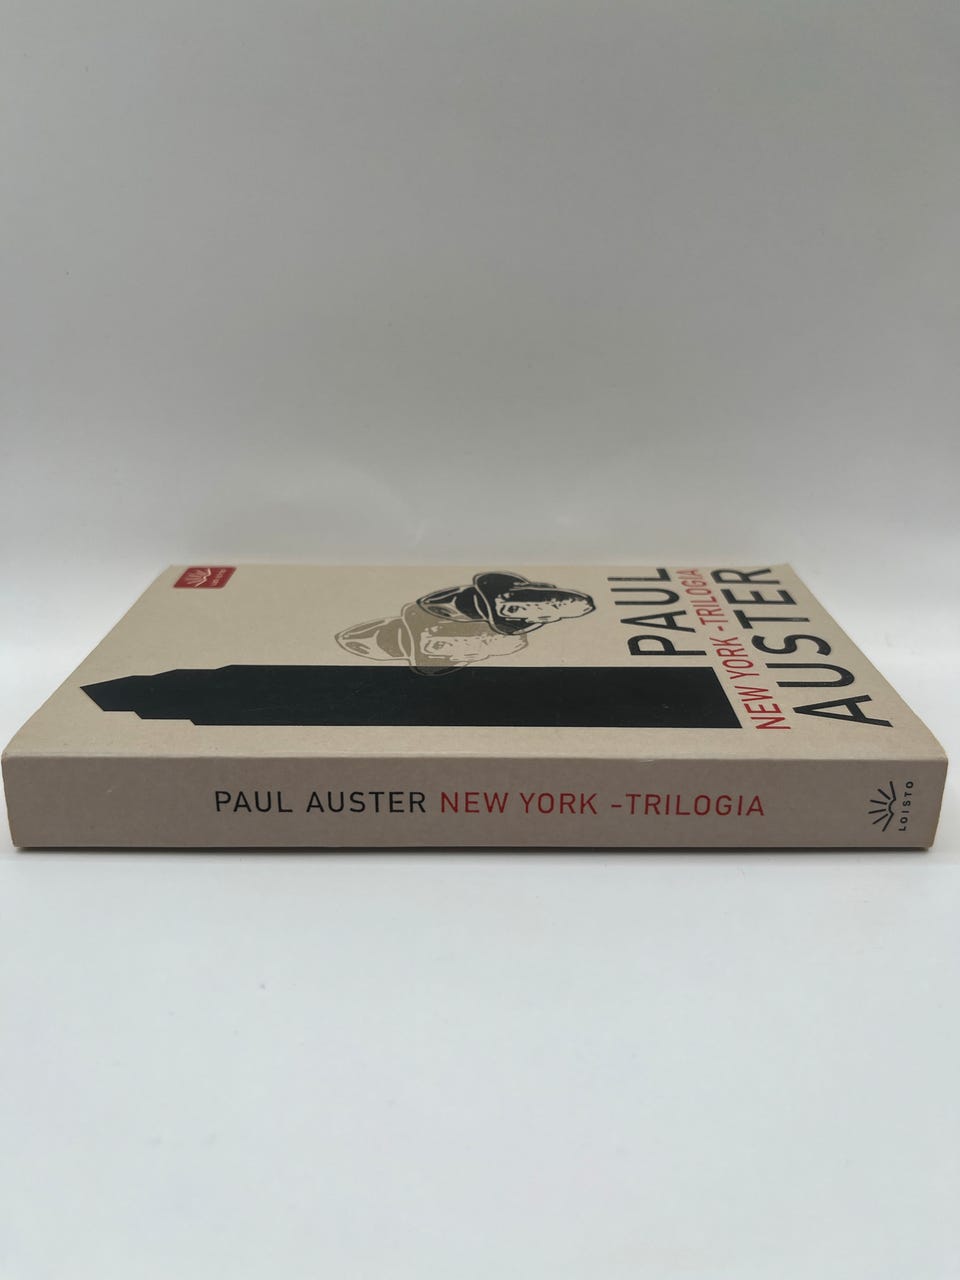 PAUL
NEW YORK -TRILOGIA
AUSTER
PAUL AUSTER NEW YORK -TRILOGIA
LOISTO